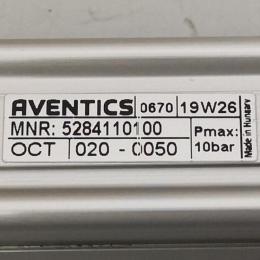 AVENTICS 0670 19W26
MNR: 5284110100 Pmax:
OCT 020 - 0050 10bar
Made in Hungary